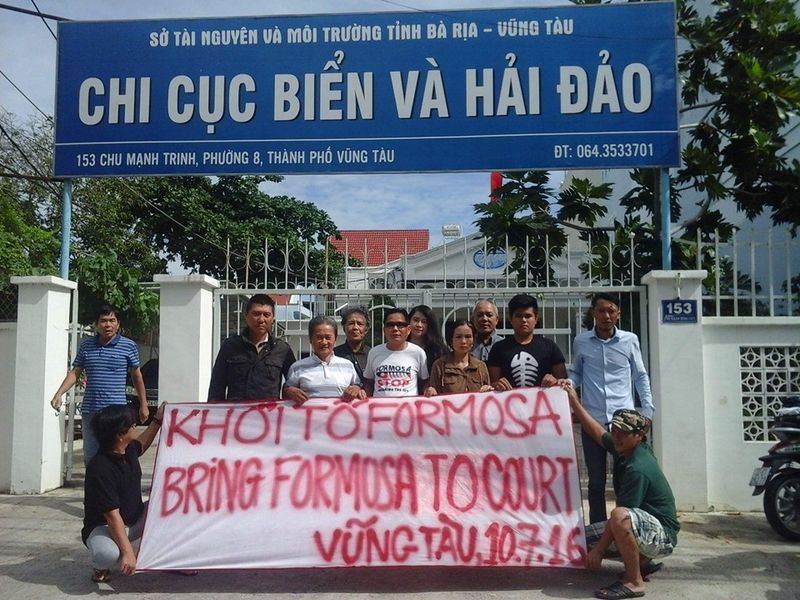 SỞ TÀI NGUYÊN VÀ MÔI TRƯỜNG TỈNH BÀ RỊA - VŨNG TÀU
CHI CỤC BIỂN VÀ HẢI ĐẢO
153 CHU MẠNH TRINH, PHƯỜNG 8, THÀNH PHỐ VŨNG TÀU ĐT: 064.3533701
153
FORMOSA
STOP
KHỞI TỐ FORMOSA
BRING FORMOSA TO COURT
VŨNG TÀU, 10.7.16